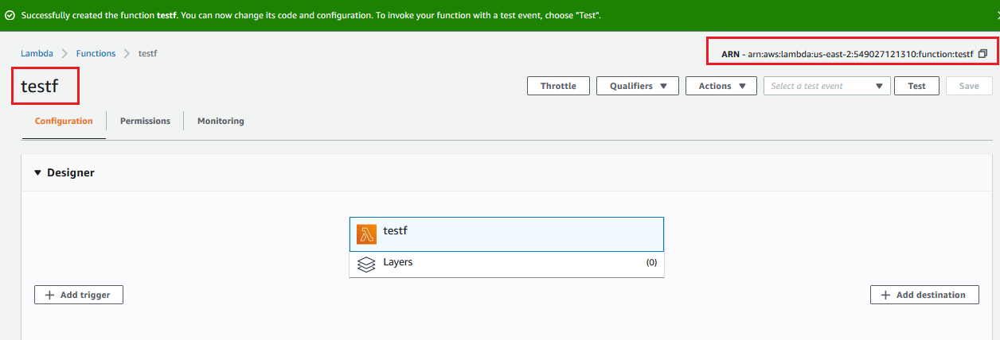 Successfully created the function testf. You can now change its code and configuration. To invoke your function with a test event, choose "Test".
Lambda > Functions > testf
ARN - arn:aws:lambda:us-east-2:549027121310:function:testf
testf
Throttle Qualifiers Actions Select a test event Test Save
Configuration Permissions Monitoring
Designer
testf
Layers (0)
+ Add trigger + Add destination